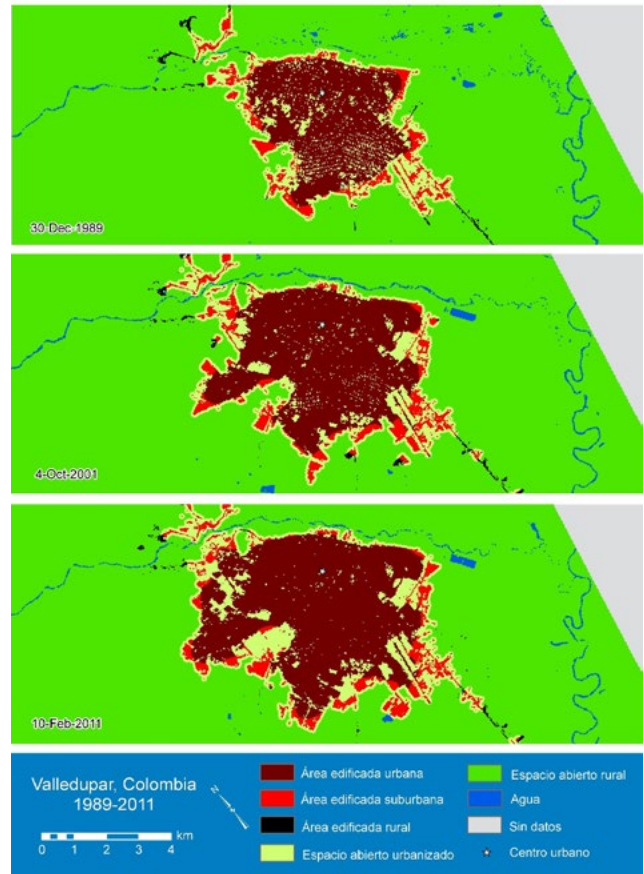 30-Dec-1989
4-Oct-2001
10-Feb-2011
Valledupar, Colombia
1989-2011
N
km
0 1 2 3 4
Área edificada urbana
Área edificada suburbana
Área edificada rural
Espacio abierto urbanizado
Espacio abierto rural
Agua
Sin datos
Centro urbano